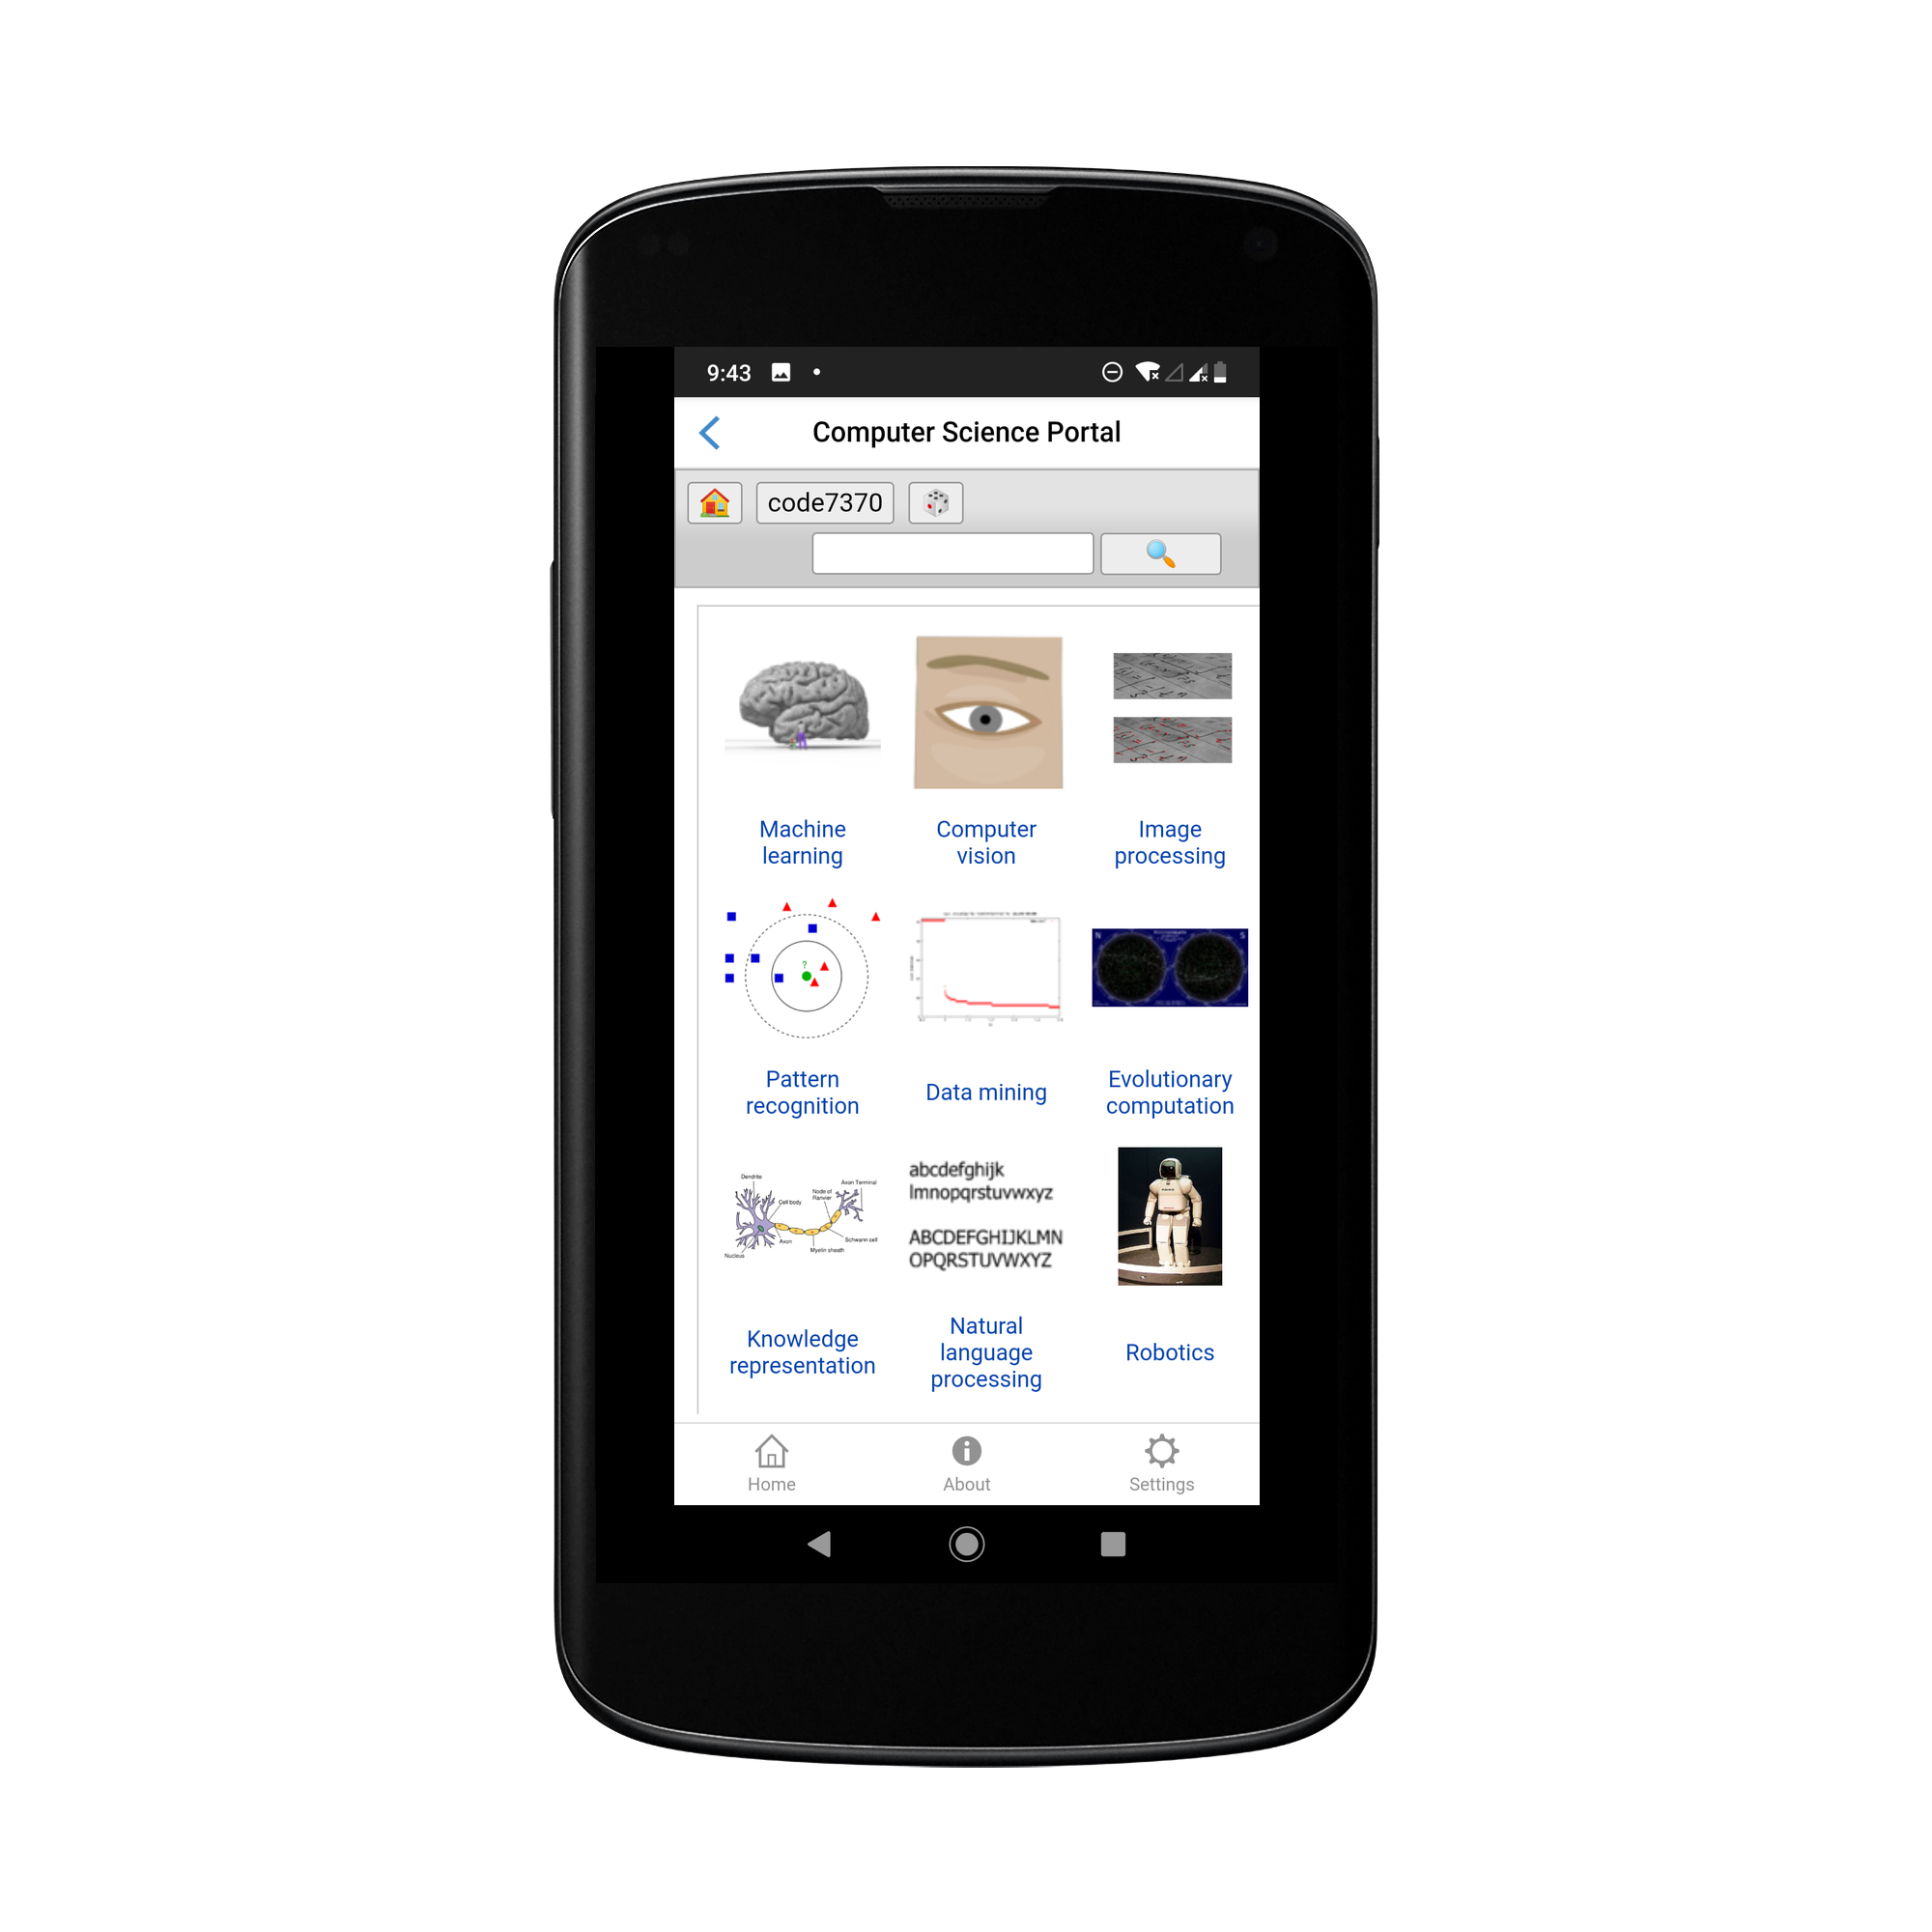 9:43
Computer Science Portal
code7370
Machine
learning
Computer
vision
Image
processing
?
Pattern
recognition
Data mining
N
S
Evolutionary
computation
Dendrite
Cell body
Node of
Ranvier
Axon Terminal
Axon
Myelin sheath
Schwann cell
Nucleus
abcdefghijk
lmnopqrstuvwxyz
ABCDEFGHIJKLMN
OPQRSTUVWXYZ
Knowledge
representation
Natural
language
processing
Robotics
Home
About
Settings